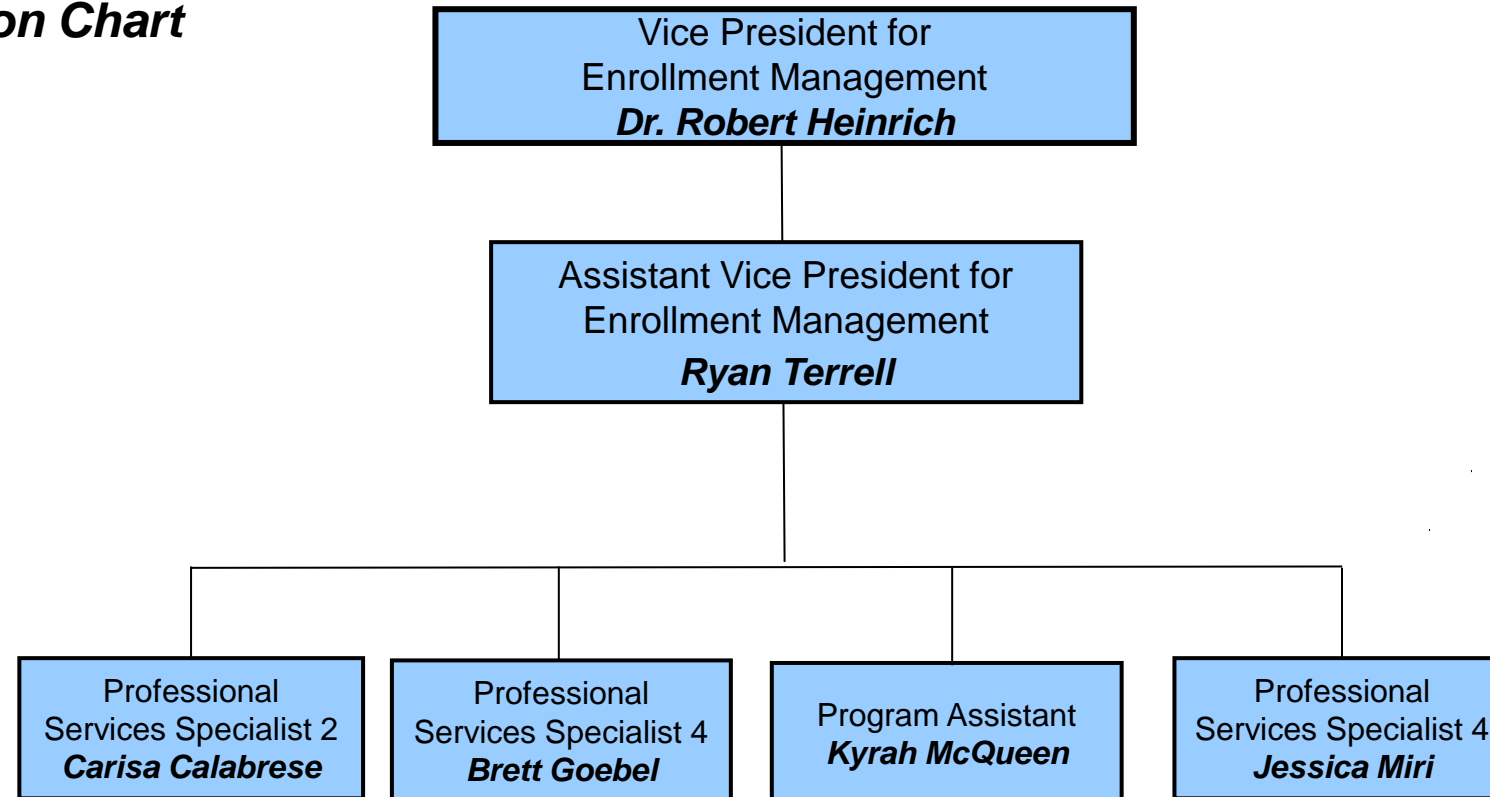 on Chart
Vice President for
Enrollment Management
Dr. Robert Heinrich
Assistant Vice President for
Enrollment Management
Ryan Terrell
Professional
Services Specialist 2
Carisa Calabrese
Professional
Services Specialist 4
Brett Goebel
Program Assistant
Kyrah McQueen
Professional
Services Specialist 4
Jessica Miri